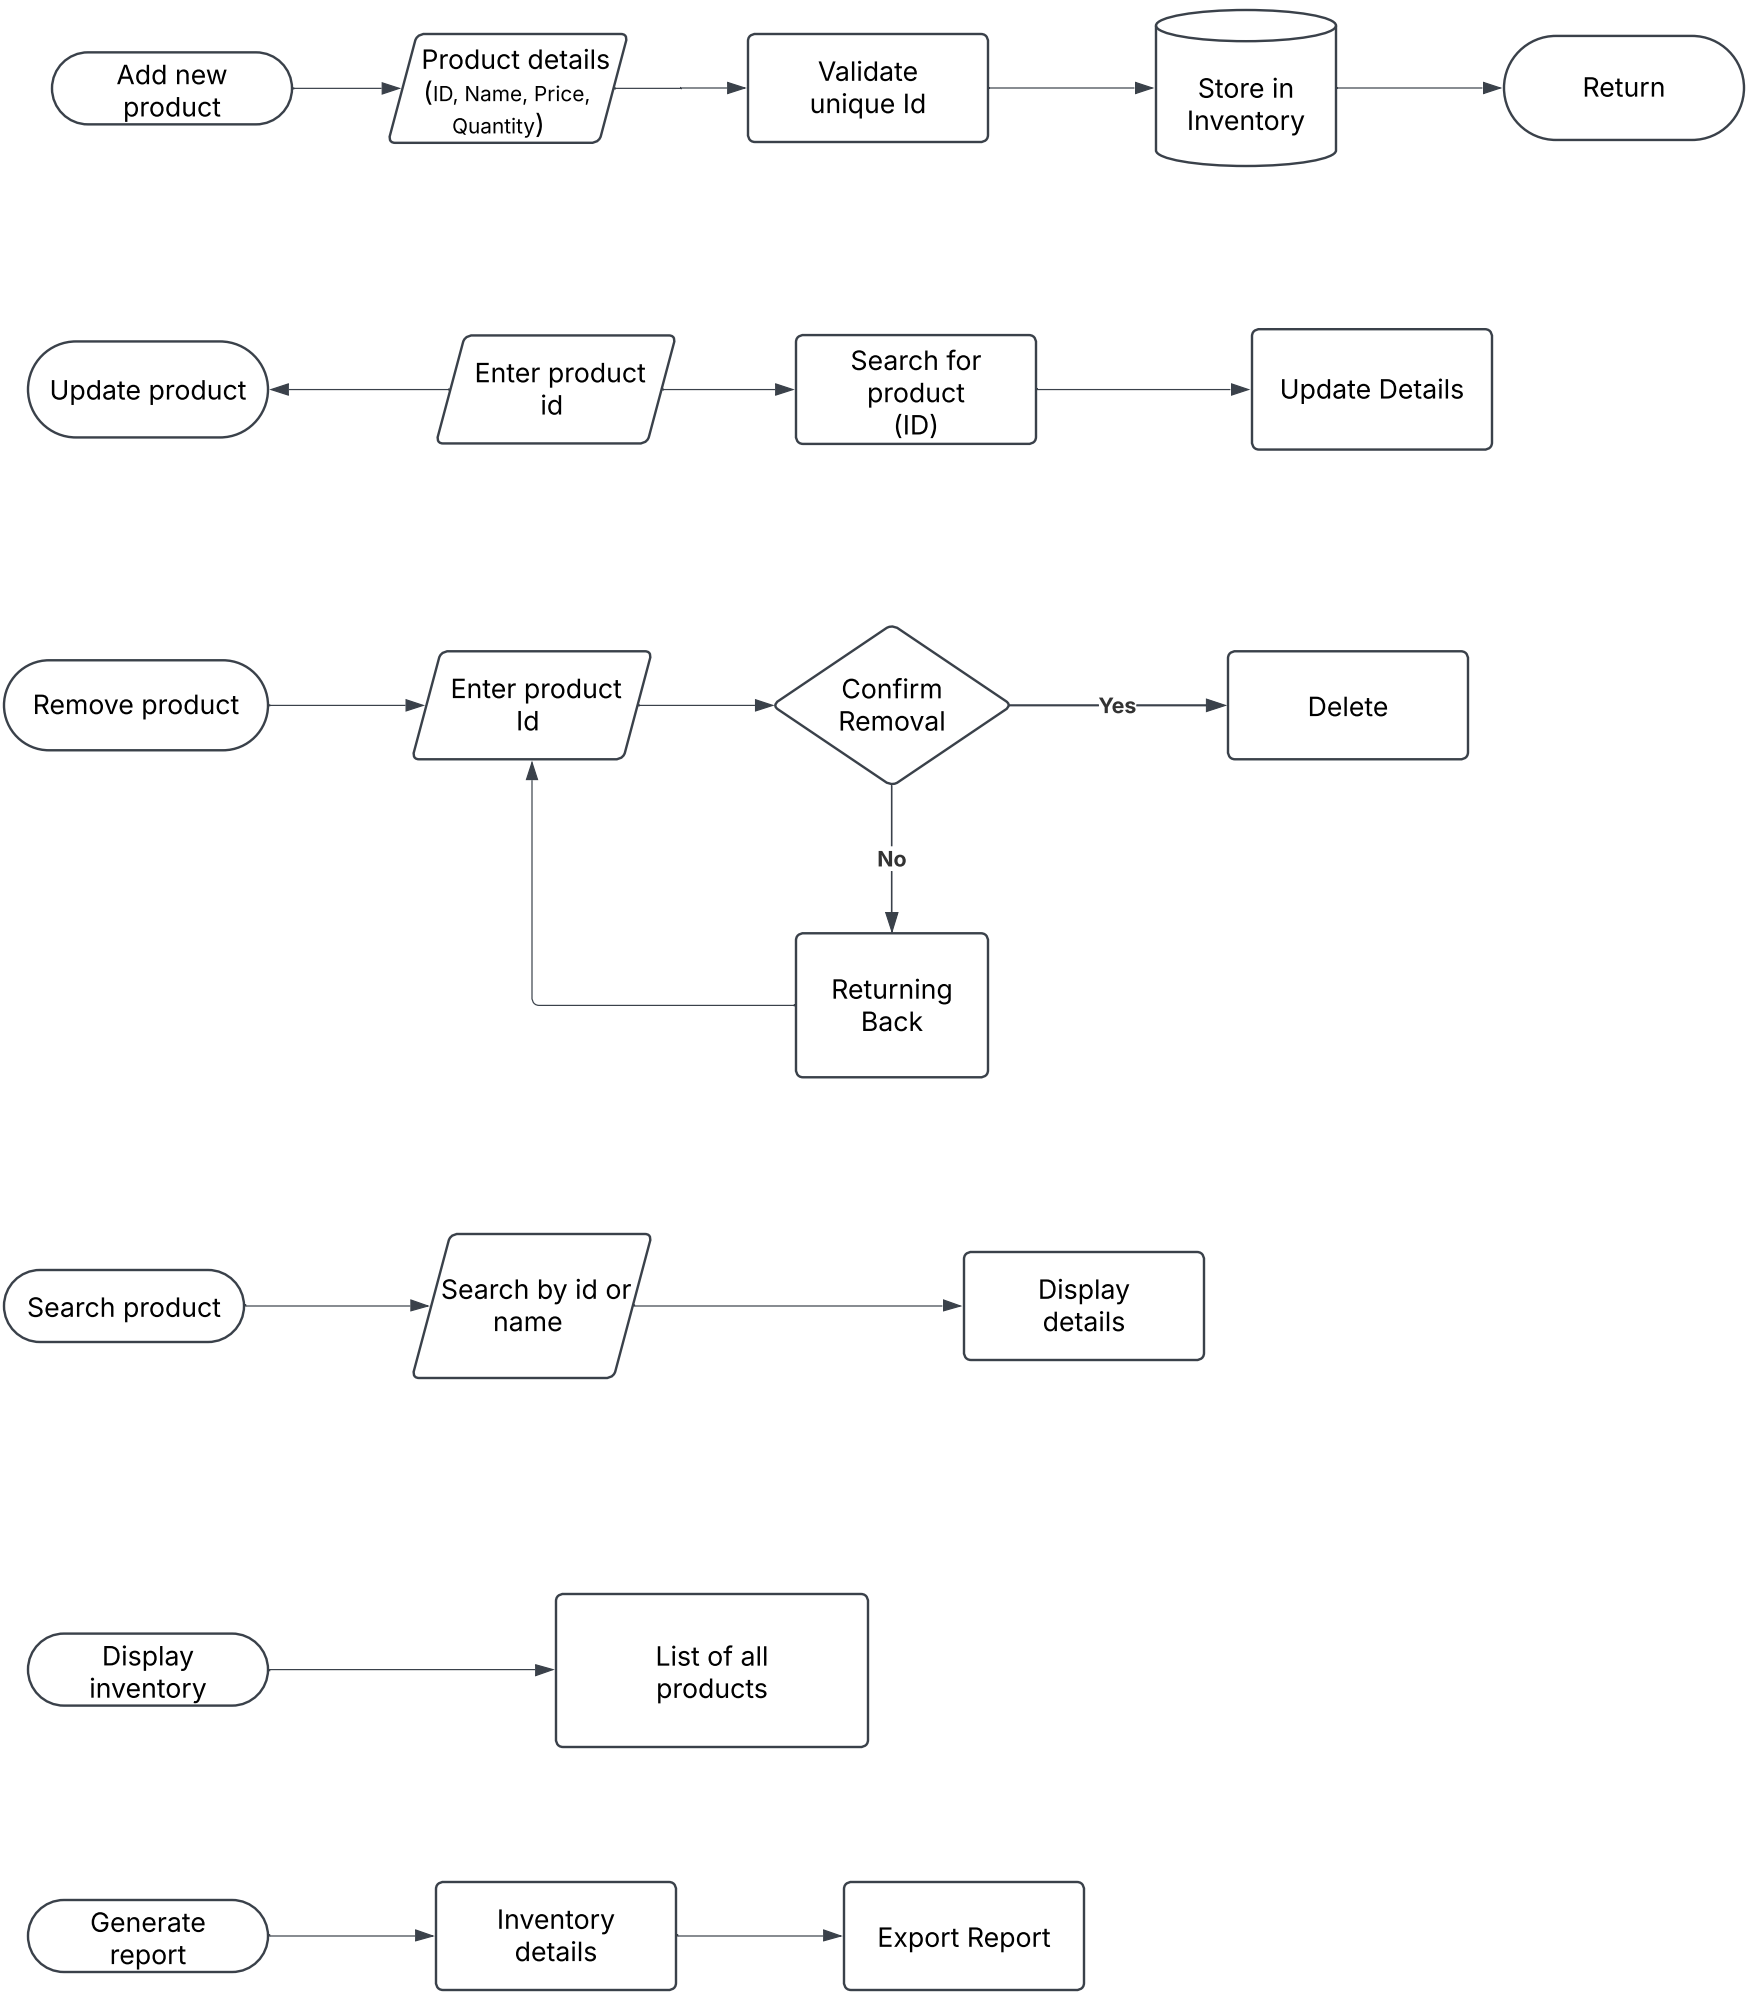 Add new
product
Product details
(ID, Name, Price,
Quantity)
Validate
unique Id
Store in
Inventory
Return
Update product
Enter product
id
Search for
product
(ID)
Update Details
Remove product
Enter product
Id
Confirm
Removal
Yes
Delete
No
Returning
Back
Search product
Search by id or
name
Display
details
Display
inventory
List of all
products
Generate
report
Inventory
details
Export Report